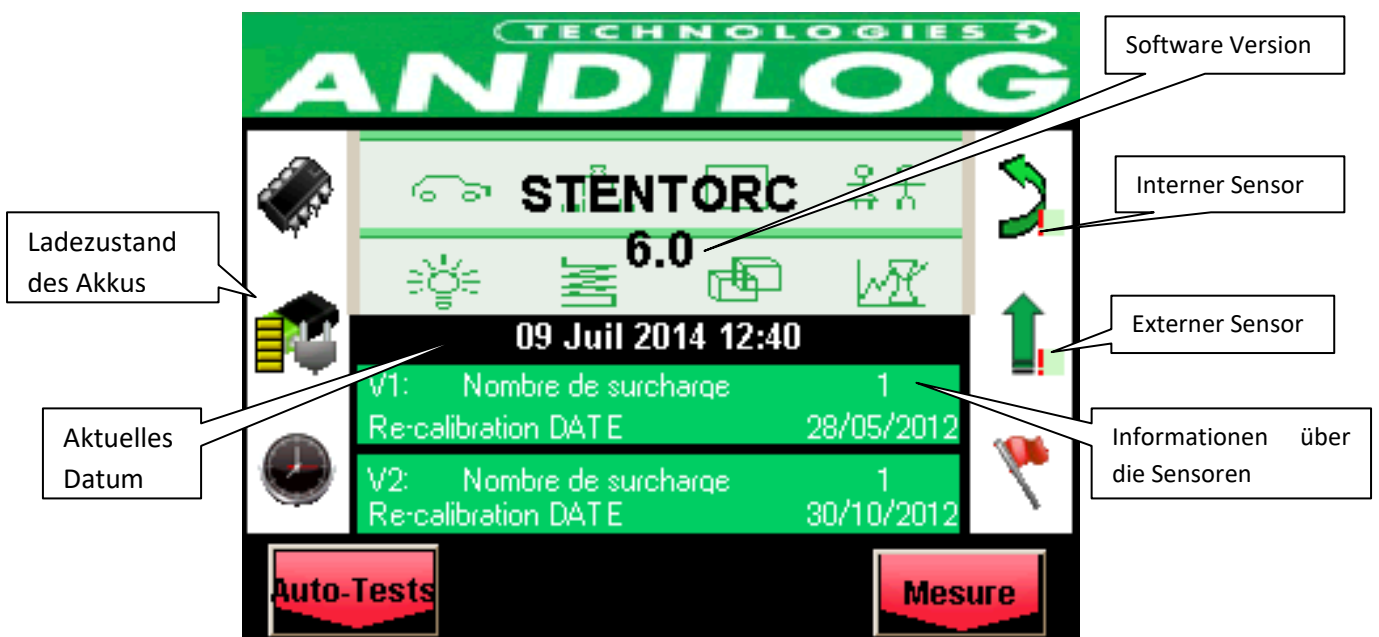 TECHNOLOGIES
ANDILOG
Software Version
STENTORC
6.0
Interner Sensor
Ladezustand
des Akkus
Externer Sensor
09 Juil 2014 12:40
V1: Nombre de surcharge 1
Re-calibration DATE 28/05/2012
Aktuelles
Datum
Informationen über
die Sensoren
V2: Nombre de surcharge 1
Re-calibration DATE 30/10/2012
Auto-Tests
Mesure